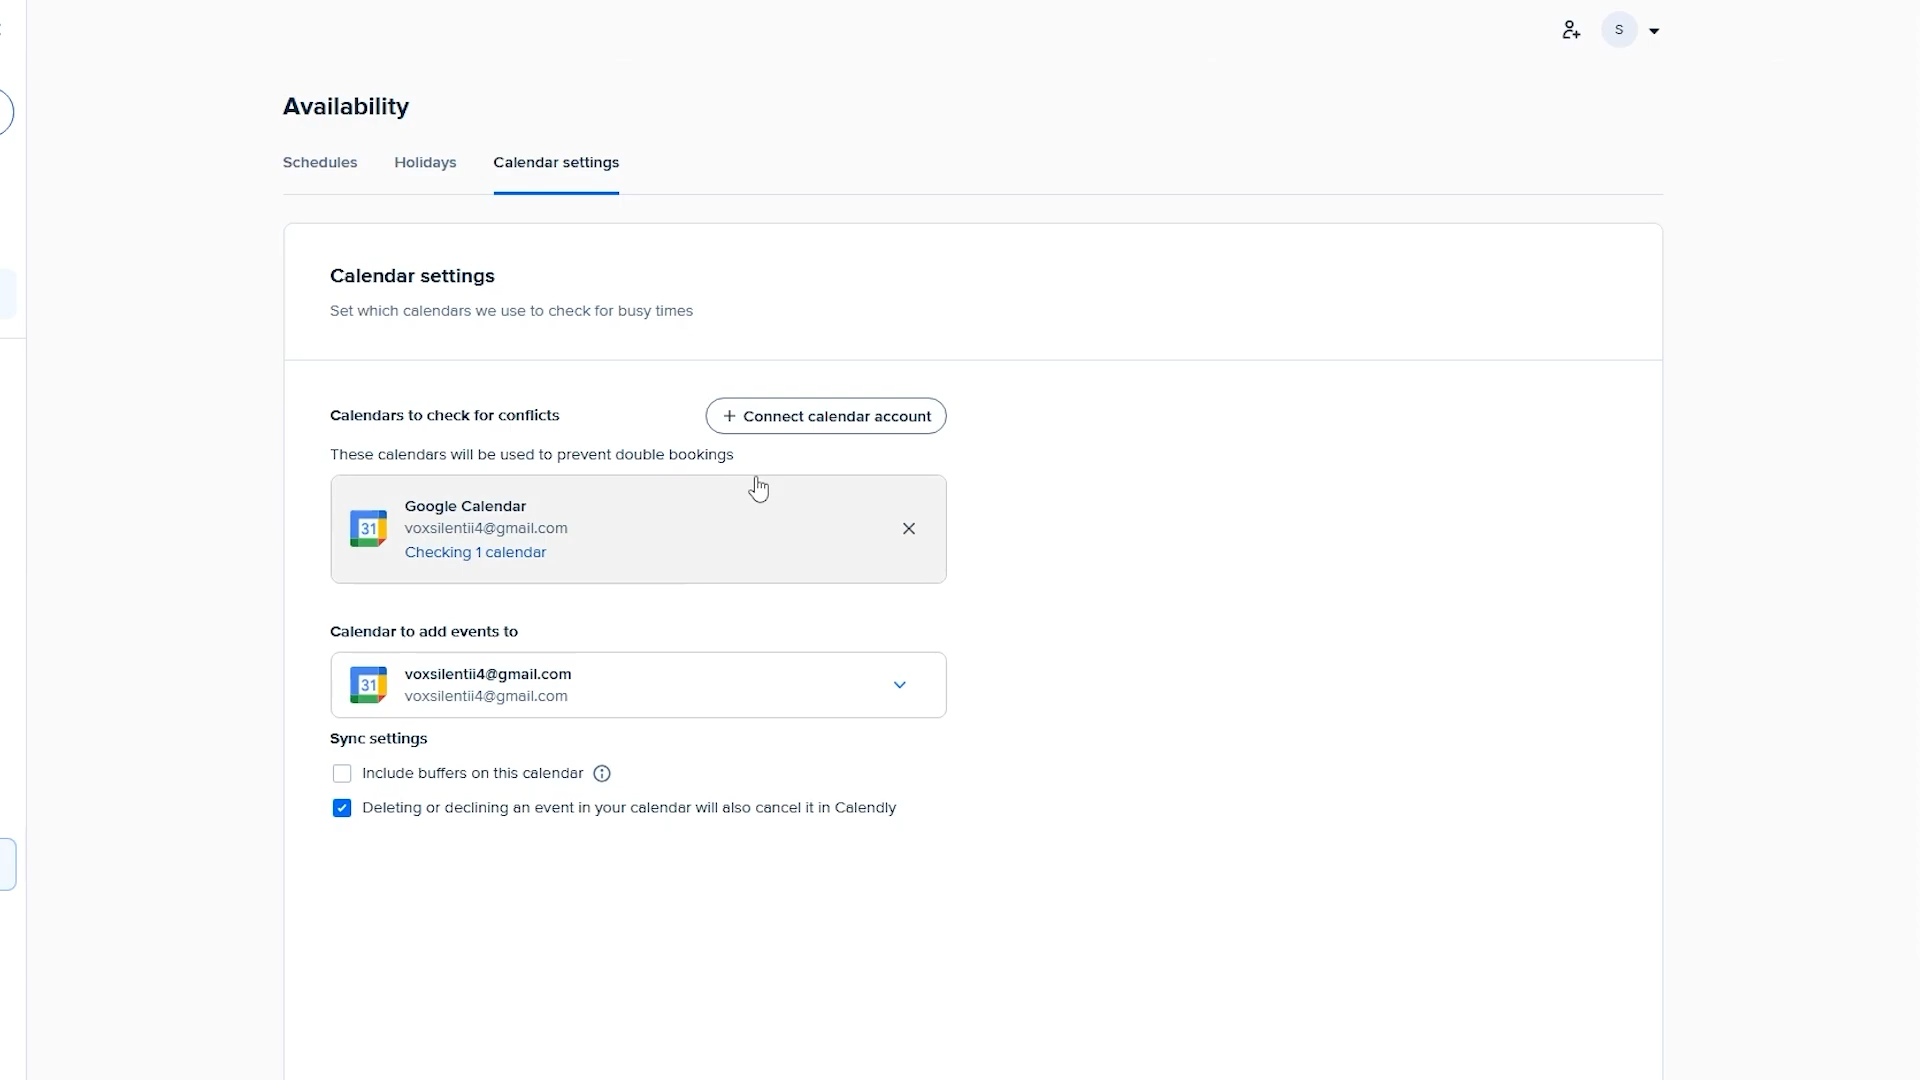 S
Availability
Schedules Holidays Calendar settings
Calendar settings
Set which calendars we use to check for busy times
Calendars to check for conflicts
+ Connect calendar account
These calendars will be used to prevent double bookings
31
Google Calendar
voxsilentii4@gmail.com
Checking 1 calendar
Calendar to add events to
31
voxsilentii4@gmail.com
voxsilentii4@gmail.com
Sync settings
Include buffers on this calendar
Deleting or declining an event in your calendar will also cancel it in Calendly